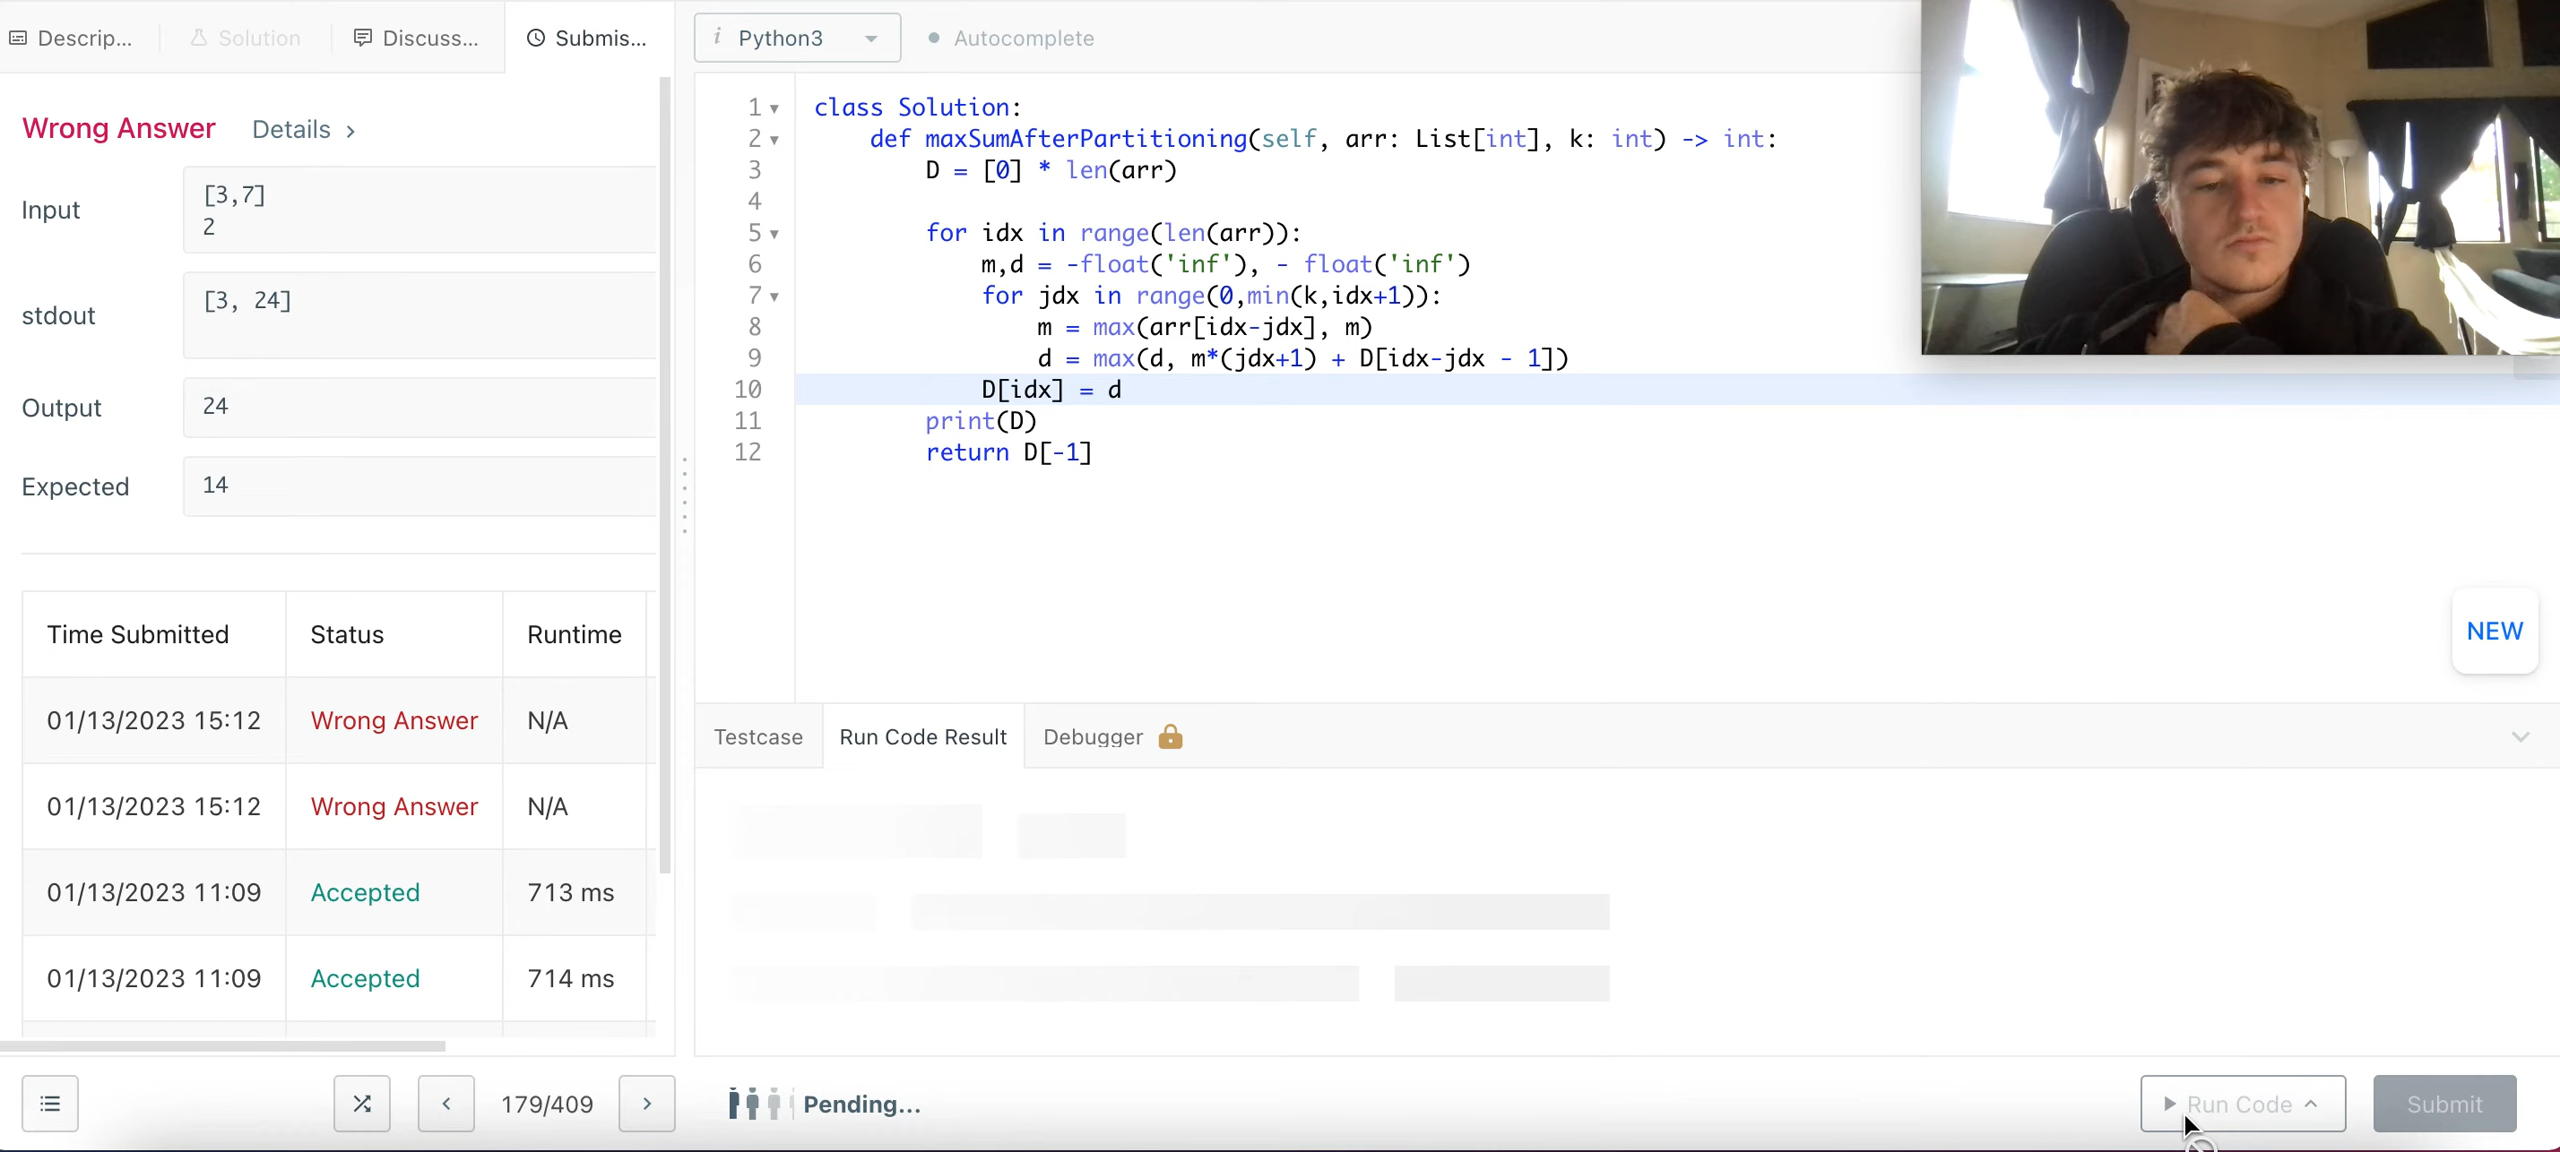 Descrip...
Solution
Discuss...
Submis...
Wrong Answer
Details
Input
[3,7]
2
stdout
[3, 24]
Output
24
Expected
14
Time Submitted Status Runtime
01/13/2023 15:12 Wrong Answer N/A
01/13/2023 15:12 Wrong Answer N/A
01/13/2023 11:09 Accepted 713 ms
01/13/2023 11:09 Accepted 714 ms
179/409
i Python3
Autocomplete
1 class Solution:
2 def maxSumAfterPartitioning(self, arr: List[int], k: int) -> int:
3 D = [0] * len(arr)
4
5 for idx in range(len(arr)):
6 m,d = -float('inf'), - float('inf')
7 for jdx in range(0,min(k,idx+1)):
8 m = max(arr[idx-jdx], m)
9 d = max(d, m*(jdx+1) + D[idx-jdx - 1])
10 D[idx] = d
11 print(D)
12 return D[-1]
NEW
Testcase
Run Code Result
Debugger
Pending...
Run Code
Submit